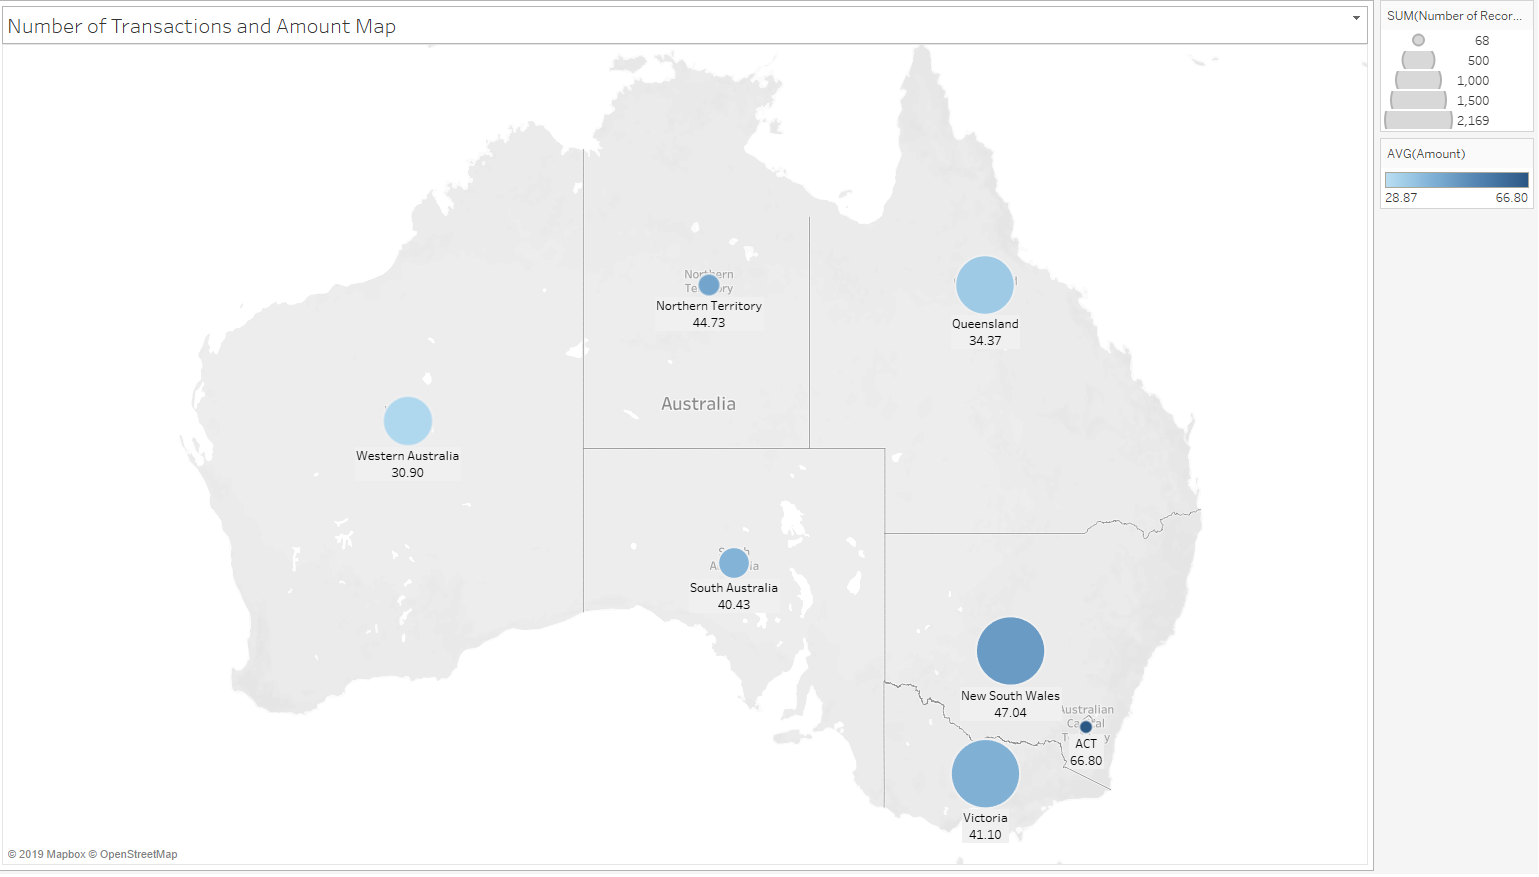 Number of Transactions and Amount Map
SUM(Number of Recor...
68
500
1,000
1,500
2,169
AVG(Amount)
28.87
66.80
Northern Territory
44.73
Queensland
34.37
Australia
Western Australia
30.90
South Australia
40.43
New South Wales
47.04
ACT
66.80
Victoria
41.10
© 2019 Mapbox © OpenStreetMap